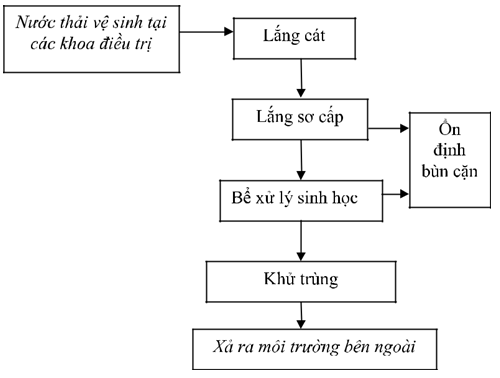 Nước thải vệ sinh tại
các khoa điều trị
Lắng cát
Lắng sơ cấp
Ổn
định
bùn cặn
Bể xử lý sinh học
Khử trùng
Xả ra môi trường bên ngoài